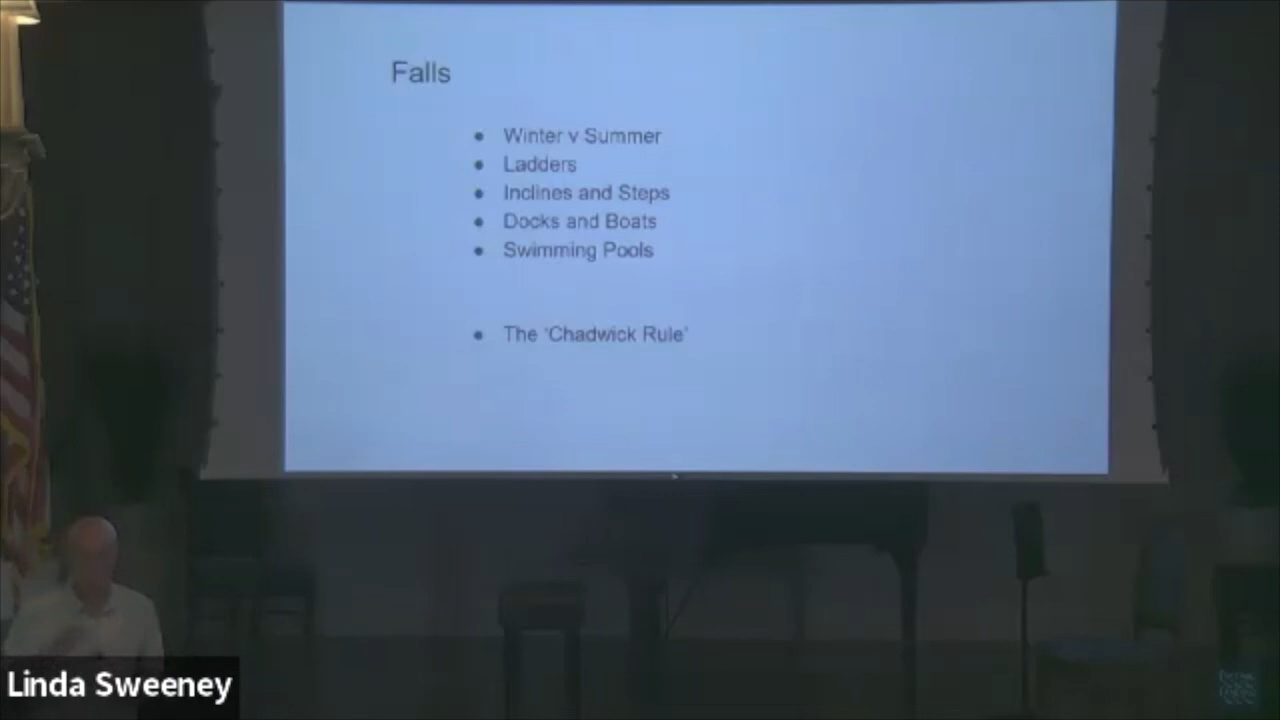 Falls
• Winter v Summer
• Ladders
• Inclines and Steps
• Docks and Boats
• Swimming Pools
• The ‘Chadwick Rule’
Linda Sweeney